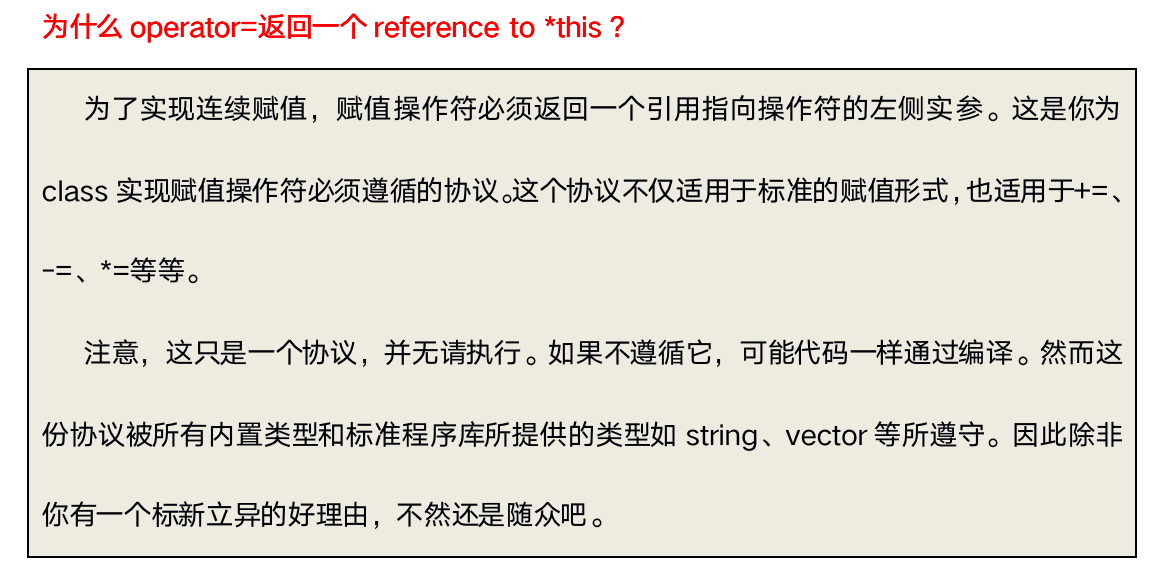 为什么 operator=返回一个 reference to *this？
为了实现连续赋值，赋值操作符必须返回一个引用指向操作符的左侧实参。这是你为
class 实现赋值操作符必须遵循的协议。这个协议不仅适用于标准的赋值形式，也适用于+=、
-=、*=等等。
注意，这只是一个协议，并无请执行。如果不遵循它，可能代码一样通过编译。然而这
份协议被所有内置类型和标准程序库所提供的类型如 string、vector 等所遵守。因此除非
你有一个标新立异的好理由，不然还是随众吧。